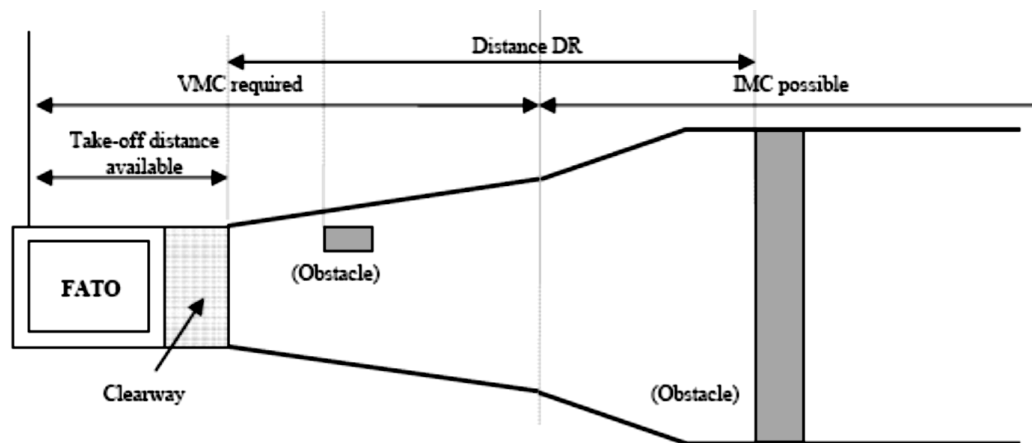 Distance DR
VMC required
IMC possible
Take-off distance
available
FATO
(Obstacle)
Clearway
(Obstacle)